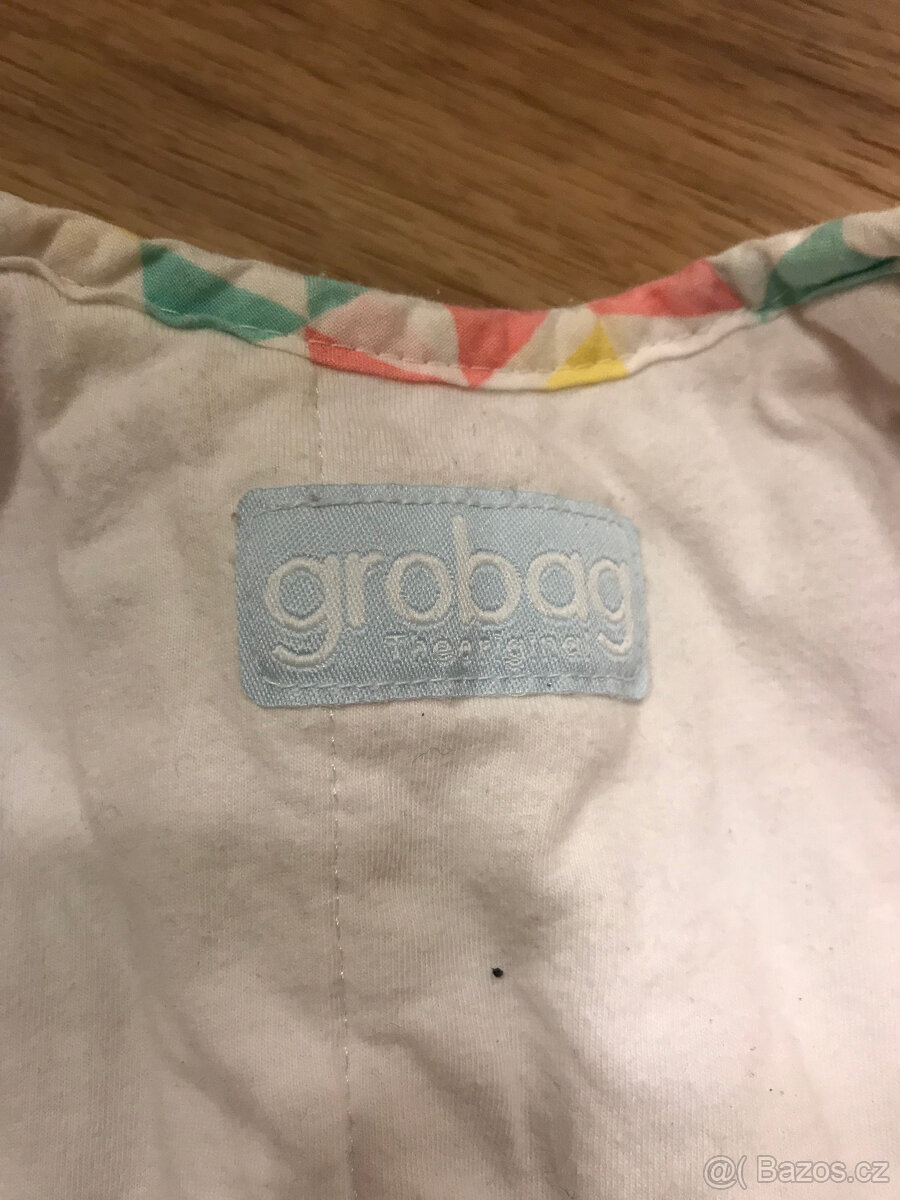 grobag
The Original
@( Bazos.cz